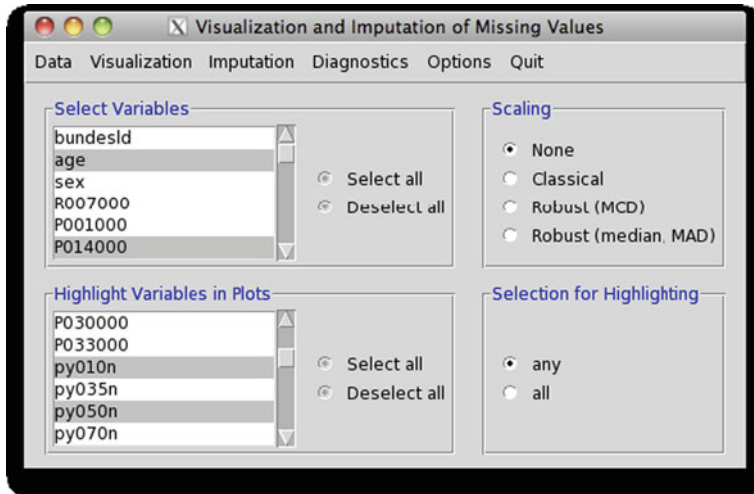 Visualization and Imputation of Missing Values
Data Visualization Imputation Diagnostics Options Quit
Select Variables
bundesld
age
sex
R007000
P001000
P014000
Select all
Deselect all
Scaling
None
Classical
Robust (MCD)
Robust (median, MAD)
Highlight Variables in Plots
P030000
P033000
py010n
py035n
py050n
py070n
Select all
Deselect all
Selection for Highlighting
any
all